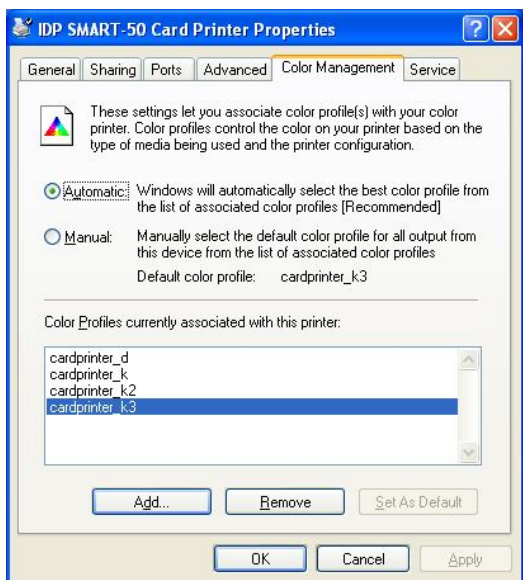 IDP SMART-50 Card Printer Properties
General Sharing Ports Advanced Color Management Service
These settings let you associate color profile(s) with your color
printer. Color profiles control the color on your printer based on the
type of media being used and the printer configuration.
Automatic: Windows will automatically select the best color profile from
the list of associated color profiles [Recommended]
Manual: Manually select the default color profile for all output from
this device from the list of associated color profiles
Default color profile: cardprinter_k3
Color Profiles currently associated with this printer:
cardprinter_d
cardprinter_k
cardprinter_k2
cardprinter_k3
Add... Remove Set As Default
OK Cancel Apply